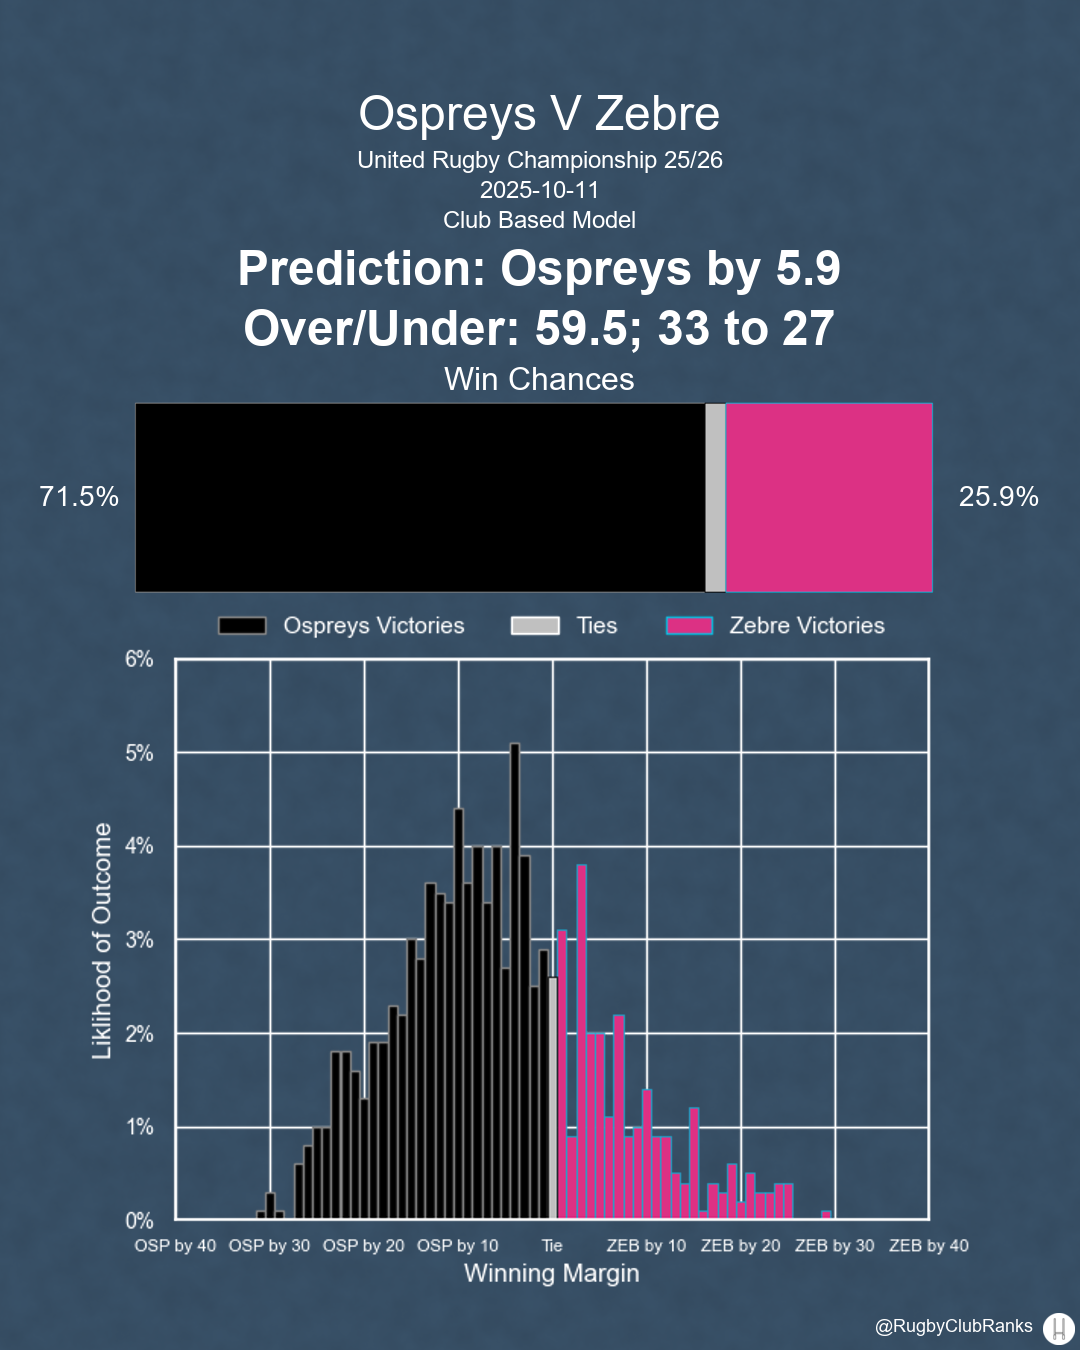 Ospreys V Zebre
United Rugby Championship 25/26
2025-10-11
Club Based Model
Prediction: Ospreys by 5.9
Over/Under: 59.5; 33 to 27
Win Chances
71.5%
25.9%
Ospreys Victories
Ties
Zebre Victories
6%
5%
4%
3%
2%
1%
0%
Liklihood of Outcome
OSP by 40
OSP by 30
OSP by 20
OSP by 10
Tie
ZEB by 10
ZEB by 20
ZEB by 30
ZEB by 40
Winning Margin
@RugbyClubRanks